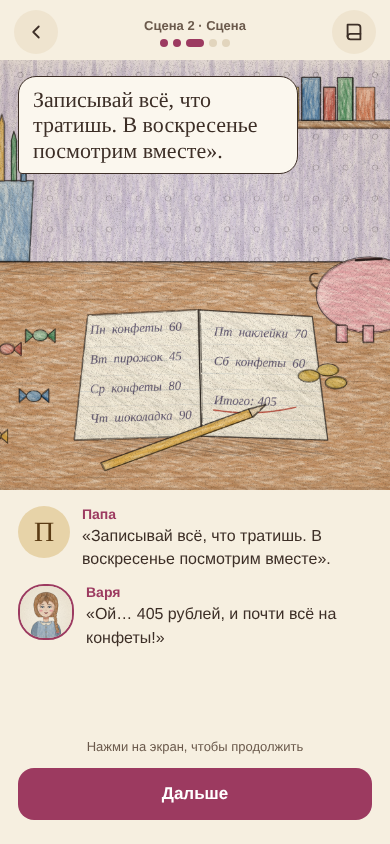 Сцена 2 · Сцена
Записывай всё, что
тратишь. В воскресенье
посмотрим вместе».
Пн конфеты 60
Вт пирожок 45
Ср конфеты 80
Чт шоколадка 90
Пт наклейки 70
Сб конфеты 60
Итого: 405
П
Папа
«Записывай всё, что тратишь. В
воскресенье посмотрим вместе».
Варя
«Ой… 405 рублей, и почти всё на
конфеты!»
Нажми на экран, чтобы продолжить
Дальше